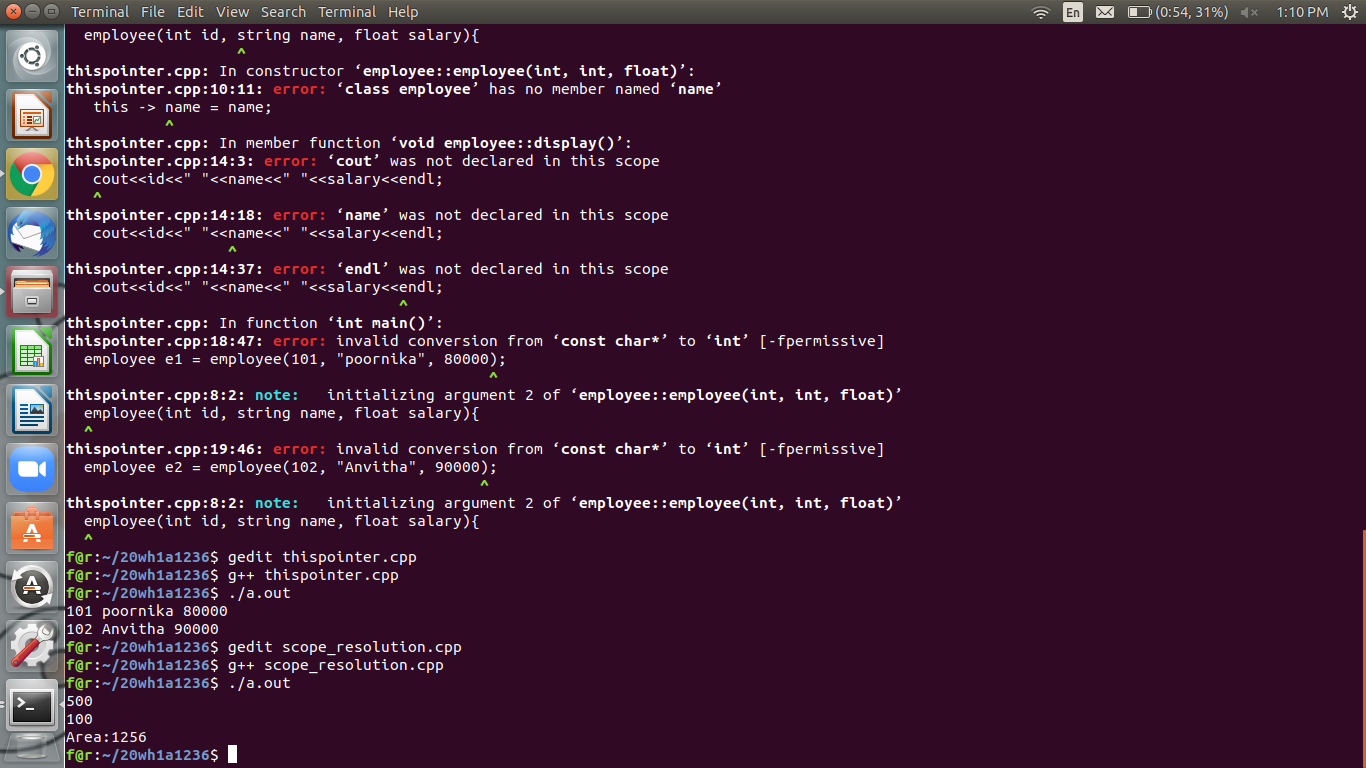 Terminal File Edit View Search Terminal Help En (0:54, 31%) 1:10 PM
employee(int id, string name, float salary){
^
thispointer.cpp: In constructor ‘employee::employee(int, int, float)’:
thispointer.cpp:10:11: error: ‘class employee’ has no member named ‘name’
this -> name = name;
^
thispointer.cpp: In member function ‘void employee::display()’:
thispointer.cpp:14:3: error: ‘cout’ was not declared in this scope
cout<<id<<" "<<name<<" "<<salary<<endl;
^
thispointer.cpp:14:18: error: ‘name’ was not declared in this scope
cout<<id<<" "<<name<<" "<<salary<<endl;
^
thispointer.cpp:14:37: error: ‘endl’ was not declared in this scope
cout<<id<<" "<<name<<" "<<salary<<endl;
^
thispointer.cpp: In function ‘int main()’:
thispointer.cpp:18:47: error: invalid conversion from ‘const char*’ to ‘int’ [-fpermissive]
employee e1 = employee(101, "poornika", 80000);
^
thispointer.cpp:8:2: note:   initializing argument 2 of ‘employee::employee(int, int, float)’
employee(int id, string name, float salary){
^
thispointer.cpp:19:46: error: invalid conversion from ‘const char*’ to ‘int’ [-fpermissive]
employee e2 = employee(102, "Anvitha", 90000);
^
thispointer.cpp:8:2: note:   initializing argument 2 of ‘employee::employee(int, int, float)’
employee(int id, string name, float salary){
^
f@r:~/20wh1a1236$ gedit thispointer.cpp
f@r:~/20wh1a1236$ g++ thispointer.cpp
f@r:~/20wh1a1236$ ./a.out
101 poornika 80000
102 Anvitha 90000
f@r:~/20wh1a1236$ gedit scope_resolution.cpp
f@r:~/20wh1a1236$ g++ scope_resolution.cpp
f@r:~/20wh1a1236$ ./a.out
500
100
Area:1256
f@r:~/20wh1a1236$